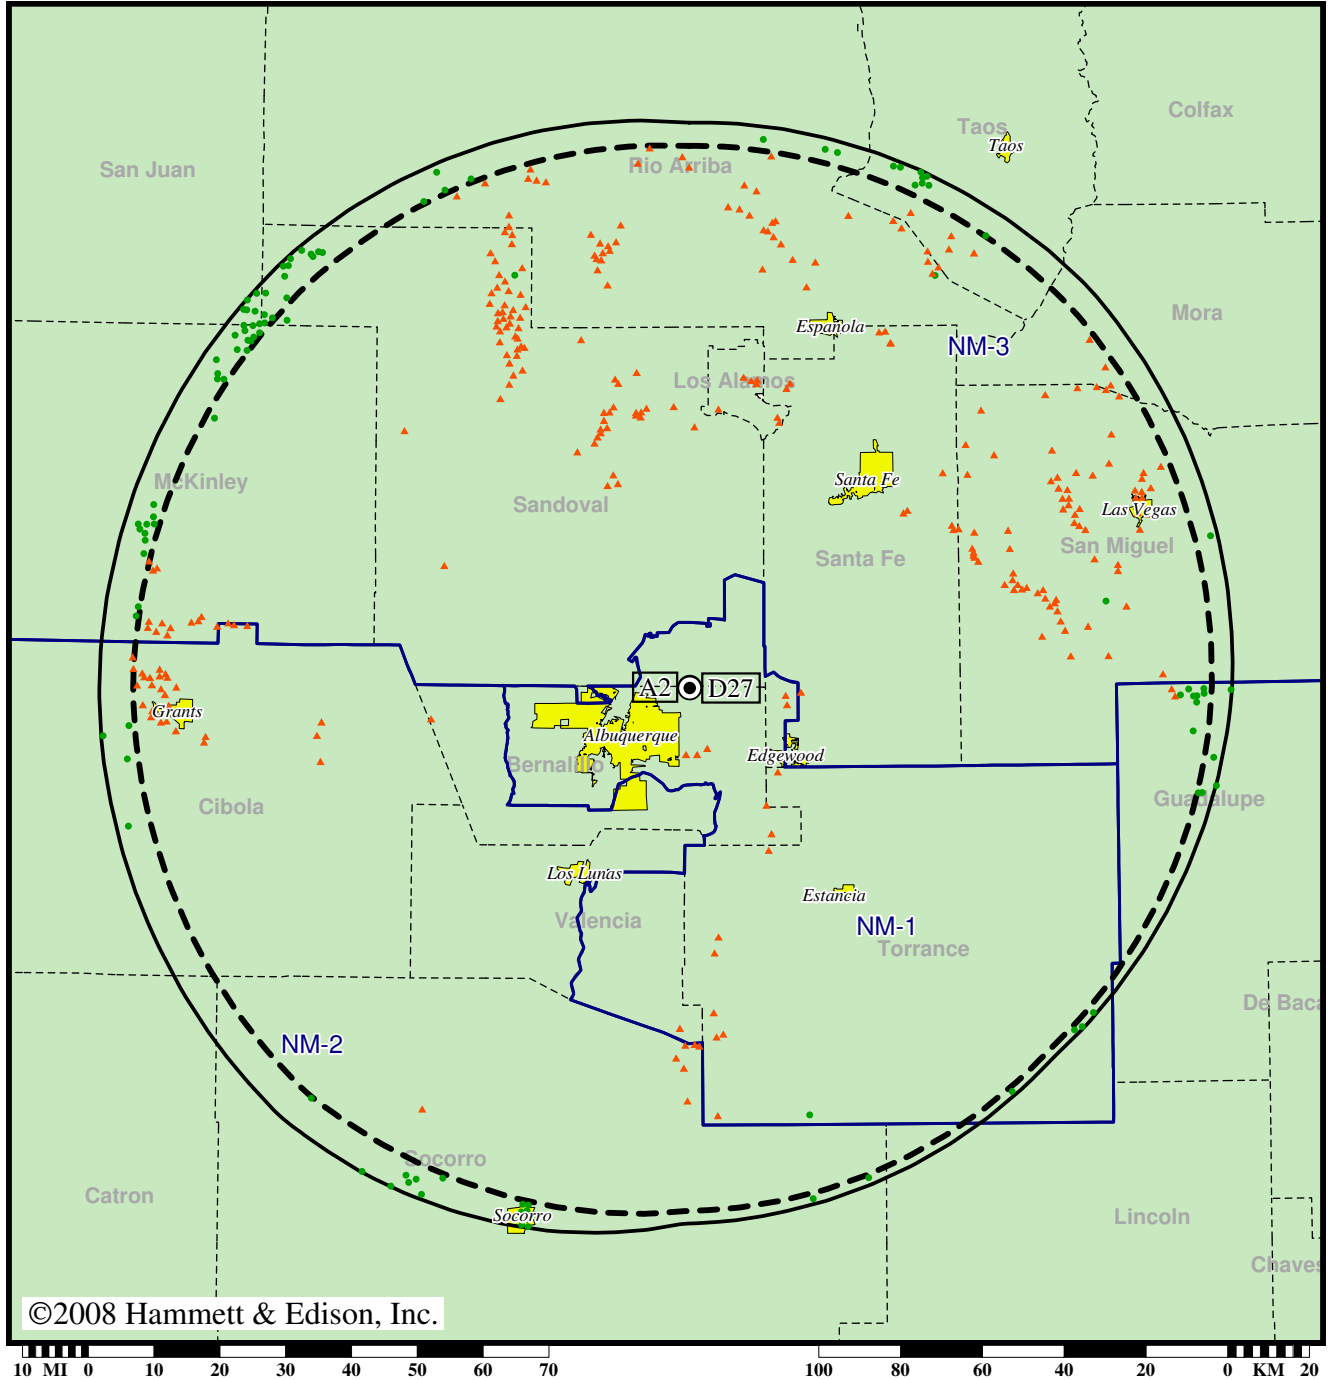 Colfax
Taos
Taos
San Juan
Rio Arriba
Mora
Española
NM-3
Los Alamos
McKinley
Santa Fe
Sandoval
Las Vegas
San Miguel
Santa Fe
A2
D27
Grants
Albuquerque
Edgewood
Bernalillo
Cibola
Guadalupe
Los Lunas
Estancia
Valencia
NM-1
Torrance
De Baca
NM-2
Socorro
Catron
Socorro
Lincoln
Chaves
©2008 Hammett & Edison, Inc.
10 MI 0 10 20 30 40 50 60 70 100 80 60 40 20 0 KM 20